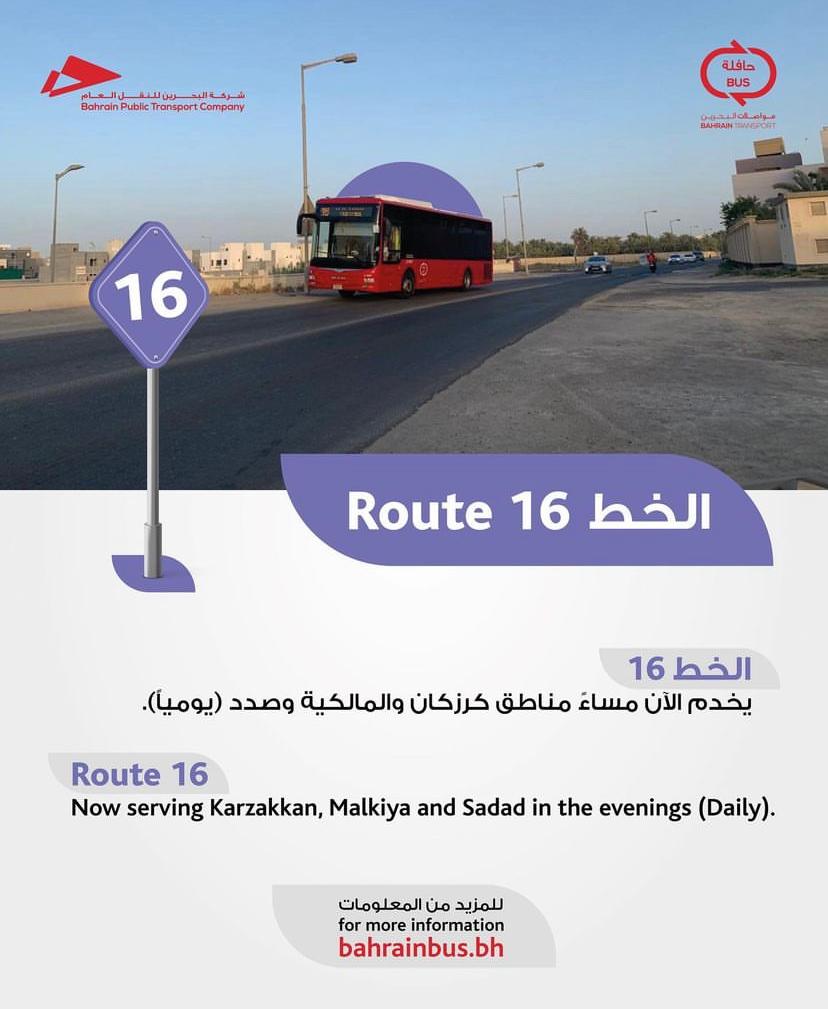 شركة البحرين للنقل العام
Bahrain Public Transport Company
حافلة
BUS
مواصلات البحرين
BAHRAIN TRANSPORT
16
16
Route 16 الخط
الخط 16
يخدم الآن مساءً مناطق كرزكان والمالكية وصدد (يومياً).
Route 16
Now serving Karzakkan, Malkiya and Sadad in the evenings (Daily).
للمزيد من المعلومات
for more information
bahrainbus.bh